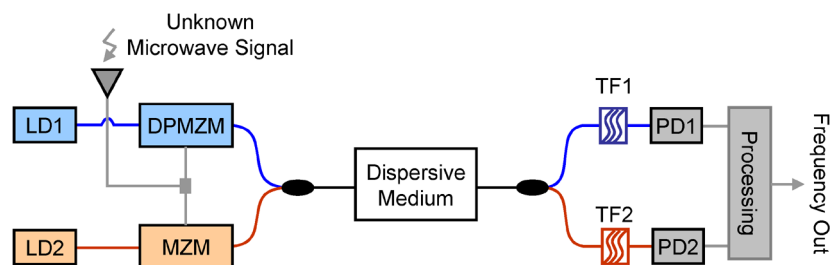 Unknown
Microwave Signal
LD1
DPMZM
LD2
MZM
Dispersive
Medium
TF1
PD1
TF2
PD2
Processing
Frequency Out